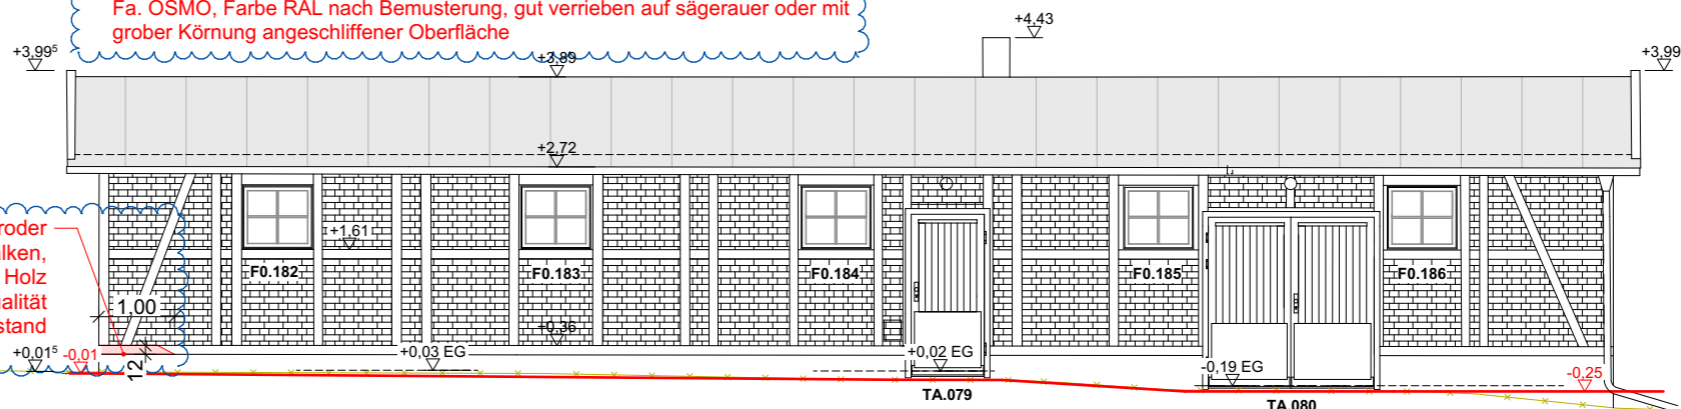 Fa. OSMO, Farbe RAL nach Bemusterung, gut verrieben auf sägerauer oder mit
grober Körnung angeschliffener Oberfläche
+4,43
+3,99⁵
+3,89
+3,99
+2,72
roder
lken,
Holz
alität
stand
+1,61
F0.182
F0.183
F0.184
F0.185
F0.186
1,00
+0,36
+0,01⁵
-0,01
12
+0,03 EG
+0,02 EG
-0,19 EG
-0,25
TA.079
TA.080